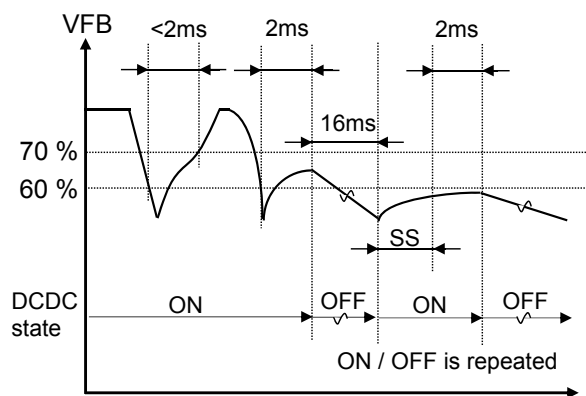 VFB
<2ms
2ms
2ms
16ms
70 %
60 %
SS
DCDC
state
ON
OFF
ON
OFF
ON / OFF is repeated